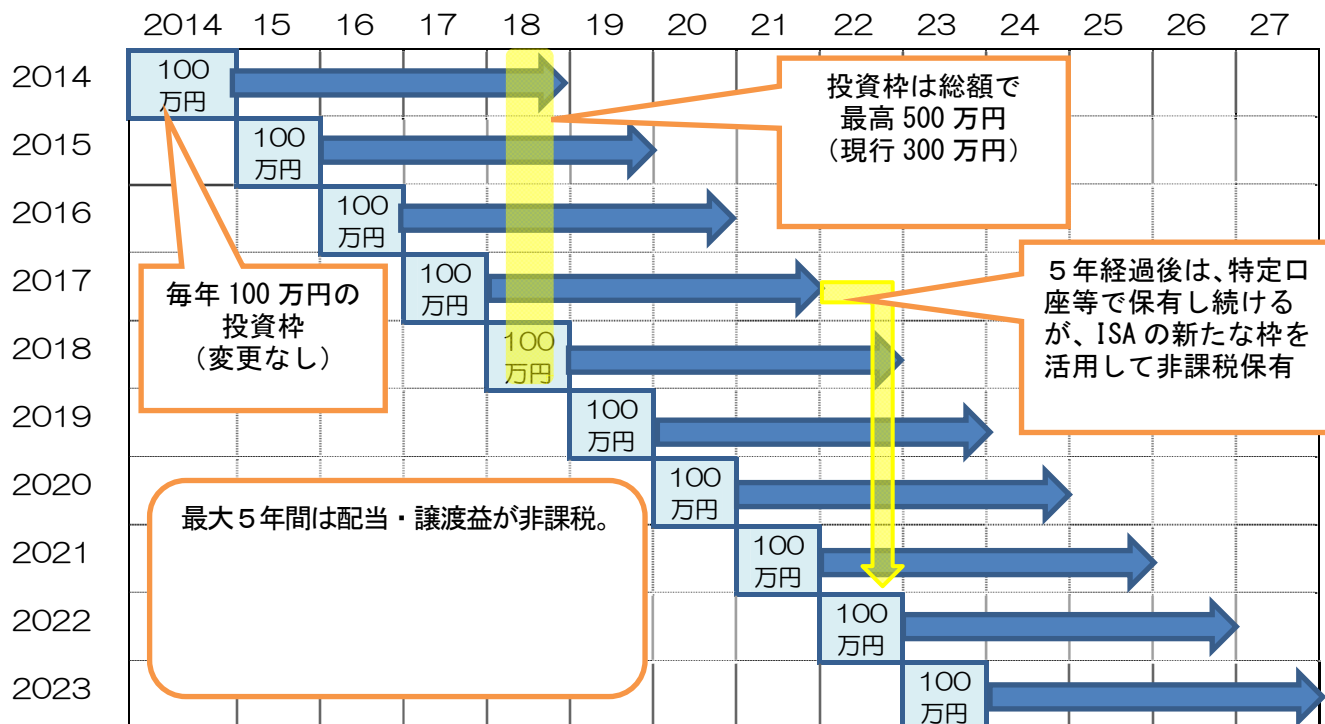 2014 15 16 17 18 19 20 21 22 23 24 25 26 27
2014
100
万円
投資枠は総額で
最高 500 万円
（現行 300 万円）
2015
100
万円
2016
100
万円
2017
100
万円
毎年 100 万円の
投資枠
（変更なし）
5年経過後は、特定口
座等で保有し続ける
が、ISA の新たな枠を
活用して非課税保有
2018
100
万円
2019
100
万円
2020
100
万円
最大5年間は配当・譲渡益が非課税。
2021
100
万円
2022
100
万円
2023
100
万円